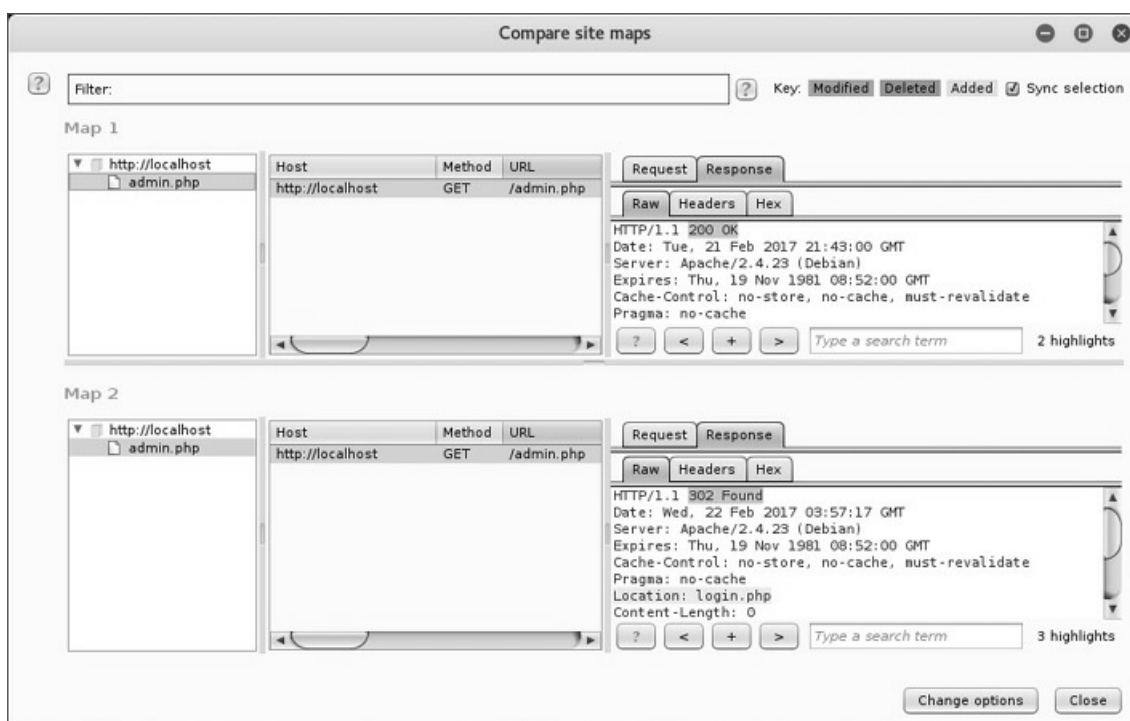 Compare site maps
? Filter: ? Key: Modified Deleted Added Sync selection
Map 1
http://localhost
admin.php
Host Method URL
http://localhost GET /admin.php
Request Response
Raw Headers Hex
HTTP/1.1 200 OK
Date: Tue, 21 Feb 2017 21:43:00 GMT
Server: Apache/2.4.23 (Debian)
Expires: Thu, 19 Nov 1981 08:52:00 GMT
Cache-Control: no-store, no-cache, must-revalidate
Pragma: no-cache
? < + > Type a search term 2 highlights
Map 2
http://localhost
admin.php
Host Method URL
http://localhost GET /admin.php
Request Response
Raw Headers Hex
HTTP/1.1 302 Found
Date: Wed, 22 Feb 2017 03:57:17 GMT
Server: Apache/2.4.23 (Debian)
Expires: Thu, 19 Nov 1981 08:52:00 GMT
Cache-Control: no-store, no-cache, must-revalidate
Pragma: no-cache
Location: login.php
Content-Length: 0
? < + > Type a search term 3 highlights
Change options Close